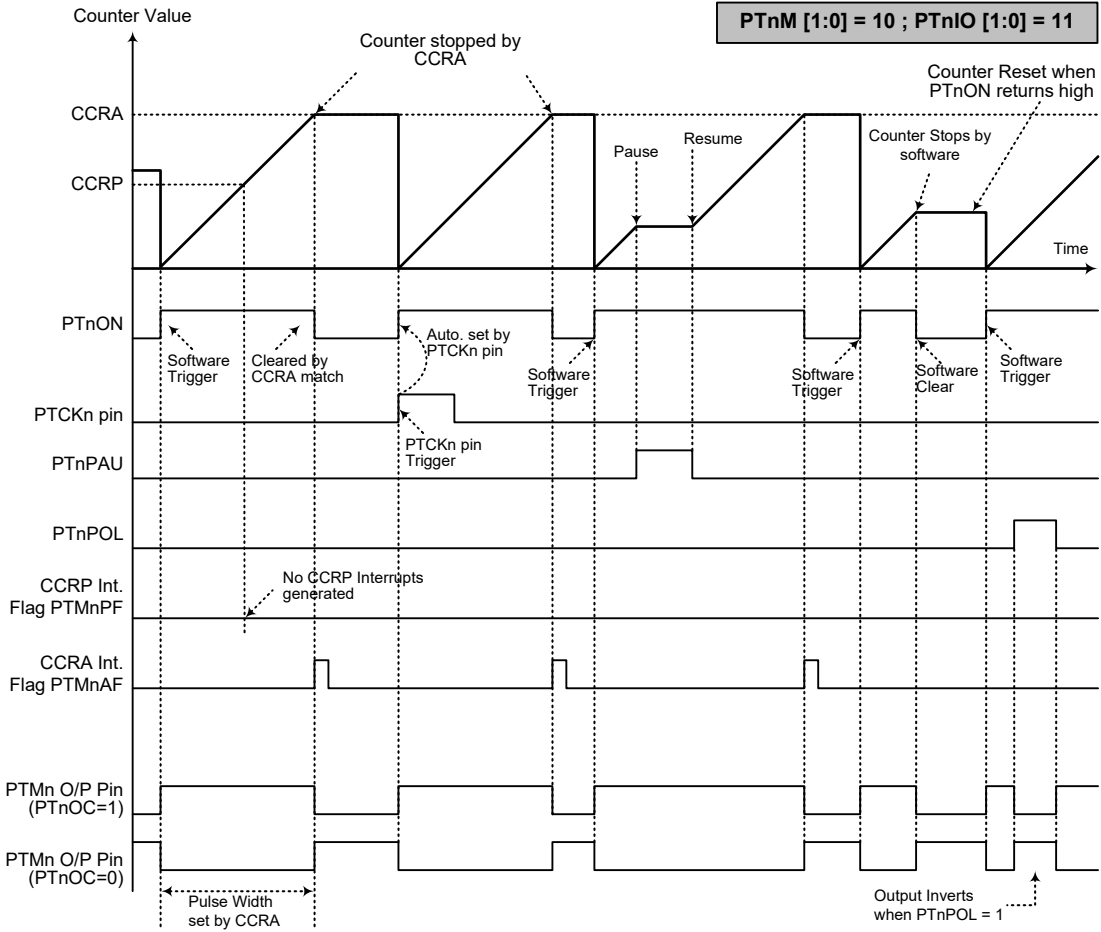 PTnM [1:0] = 10 ; PTnIO [1:0] = 11
Counter Value
Counter stopped by
CCRA
Counter Reset when
PTnON returns high
CCRA
Pause
Resume
Counter Stops by
software
CCRP
Time
PTnON
Software
Trigger
Cleared by
CCRA match
Auto. set by
PTCKn pin
Software
Trigger
Software
Trigger
Software
Clear
Software
Trigger
PTCKn pin
PTCKn pin
Trigger
PTnPAU
PTnPOL
CCRP Int.
Flag PTMnPF
No CCRP Interrupts
generated
CCRA Int.
Flag PTMnAF
PTMn O/P Pin
(PTnOC=1)
PTMn O/P Pin
(PTnOC=0)
Pulse Width
set by CCRA
Output Inverts
when PTnPOL = 1